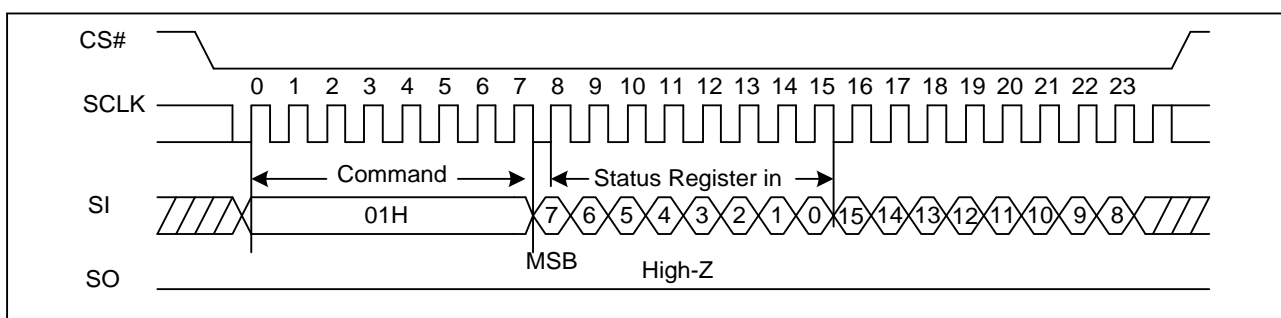 CS#
0 1 2 3 4 5 6 7 8 9 10 11 12 13 14 15 16 17 18 19 20 21 22 23
SCLK
Command Status Register in
SI 01H 7 6 5 4 3 2 1 0 15 14 13 12 11 10 9 8
MSB High-Z
SO